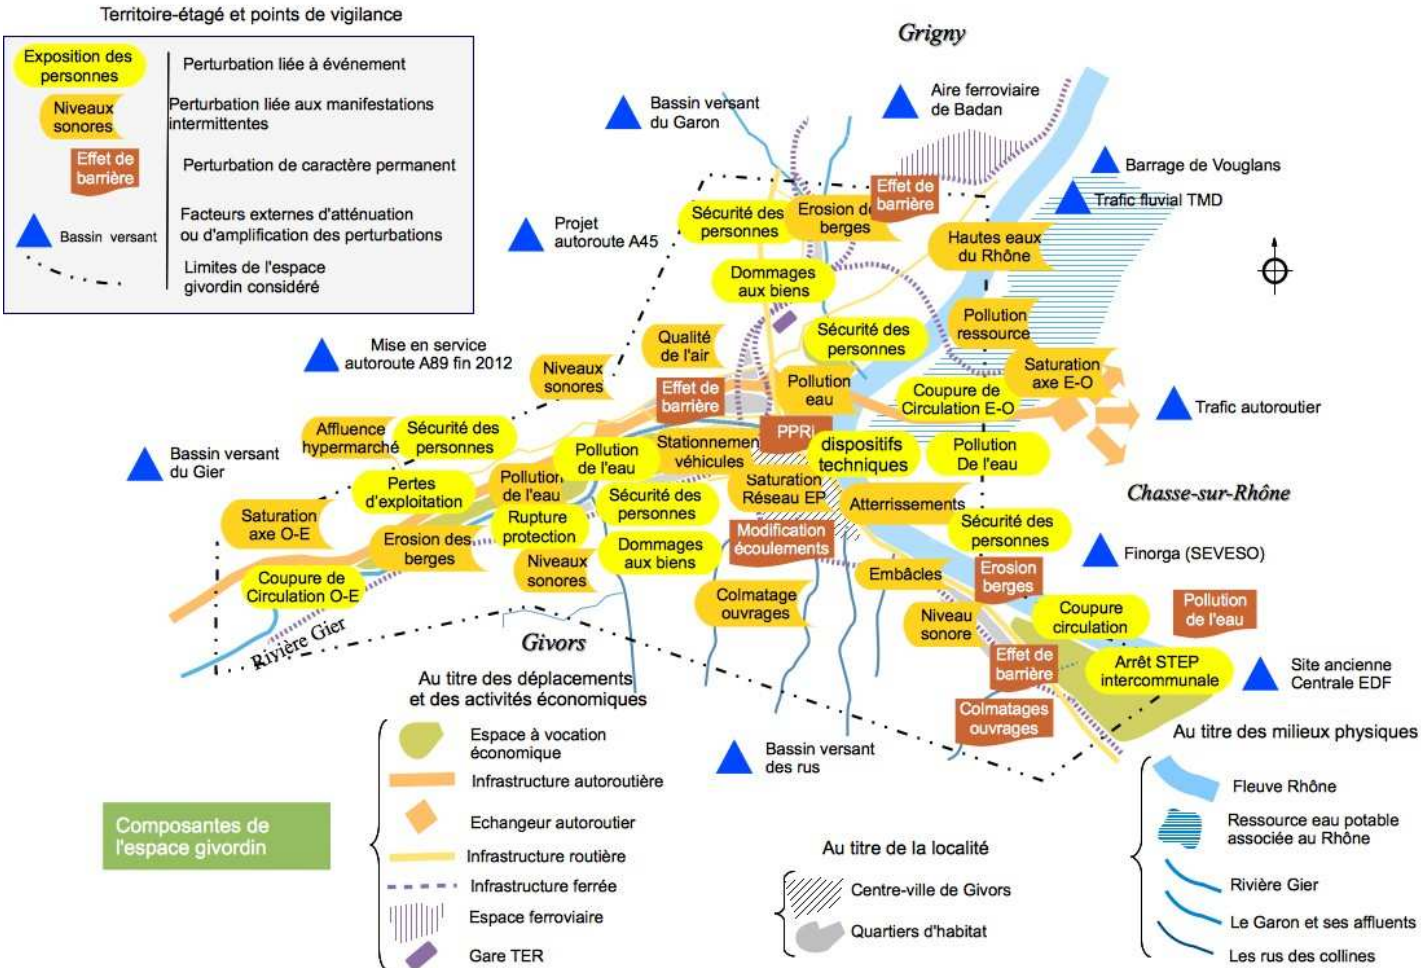 Territoire-étagé et points de vigilance
Exposition des
personnes
Perturbation liée à événement
Niveaux
sonores
Perturbation liée aux manifestations
intermittentes
Effet de
barrière
Perturbation de caractère permanent
Bassin versant
Facteurs externes d'atténuation
ou d'amplification des perturbations
Limites de l'espace
givordin considéré
Grigny
Bassin versant
du Garon
Aire ferroviaire
de Badan
Barrage de Vouglans
Trafic fluvial TMD
Projet
autoroute A45
Sécurité des
personnes
Erosion de
berges
Effet de
barrière
Hautes eaux
du Rhône
Dommages
aux biens
Pollution
ressource
Mise en service
autoroute A89 fin 2012
Niveaux
sonores
Qualité
de l'air
Sécurité des
personnes
Saturation
axe E-O
Effet de
barrière
Pollution
eau
Coupure de
Circulation E-O
Trafic autoroutier
Bassin versant
du Gier
Affluence
hypermarché
Sécurité des
personnes
PPRI
Stationnemen
véhicules
dispositifs
techniques
Pollution
De l'eau
Pollution
de l'eau
Pertes
d'exploitation
Pollution
de l'eau
Saturation
Réseau EP
Sécurité des
personnes
Atterrissements
Chasse-sur-Rhône
Saturation
axe O-E
Rupture
protection
Erosion des
berges
Modification
écoulements
Sécurité des
personnes
Dommages
aux biens
Niveaux
sonores
Finorga (SEVESO)
Coupure de
Circulation O-E
Embâcles
Erosion
berges
Colmatage
ouvrages
Niveau
sonore
Coupure
circulation
Pollution
de l'eau
Rivière Gier
Givors
Effet de
barrière
Arrêt STEP
intercommunale
Site ancienne
Centrale EDF
Colmatages
ouvrages
Bassin versant
des rus
Composantes de
l'espace givordin
Au titre des déplacements
et des activités économiques
Espace à vocation
économique
Infrastructure autoroutière
Echangeur autoroutier
Infrastructure routière
Infrastructure ferrée
Espace ferroviaire
Gare TER
Au titre de la localité
Centre-ville de Givors
Quartiers d'habitat
Au titre des milieux physiques
Fleuve Rhône
Ressource eau potable
associée au Rhône
Rivière Gier
Le Garon et ses affluents
Les rus des collines